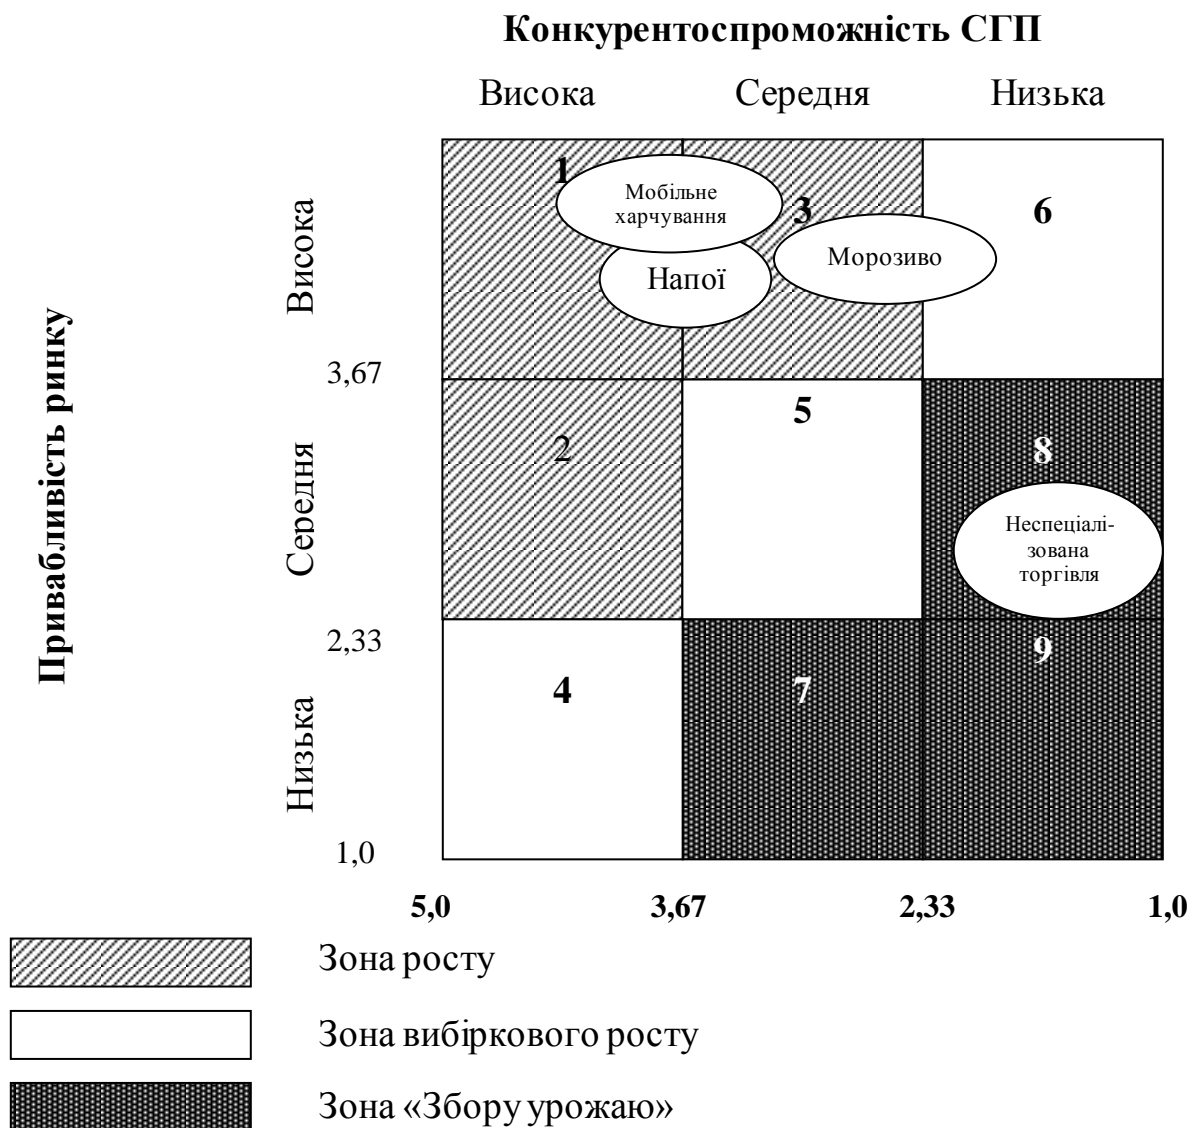 Конкурентоспроможність СГП
Висока Середня Низька
Привабливість ринку
Висока
Середня
Низька
3,67
2,33
1,0
1
Мобільне
харчування
3
6
Морозиво
Напої
2
5
8
Неспеціалі-
зована
торгівля
4
7
9
5,0 3,67 2,33 1,0
Зона росту
Зона вибіркового росту
Зона «Збору урожаю»